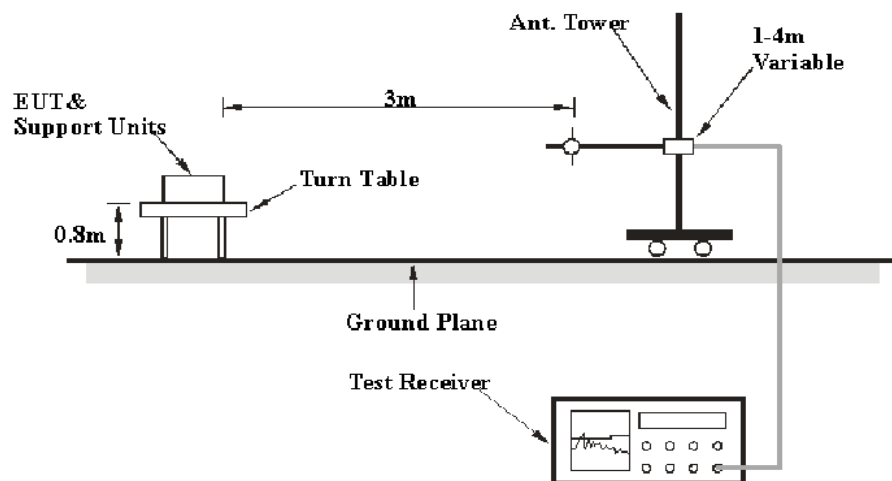 Ant. Tower
1-4m
Variable
3m
EUT&
Support Units
Turn Table
0.8m
Ground Plane
Test Receiver